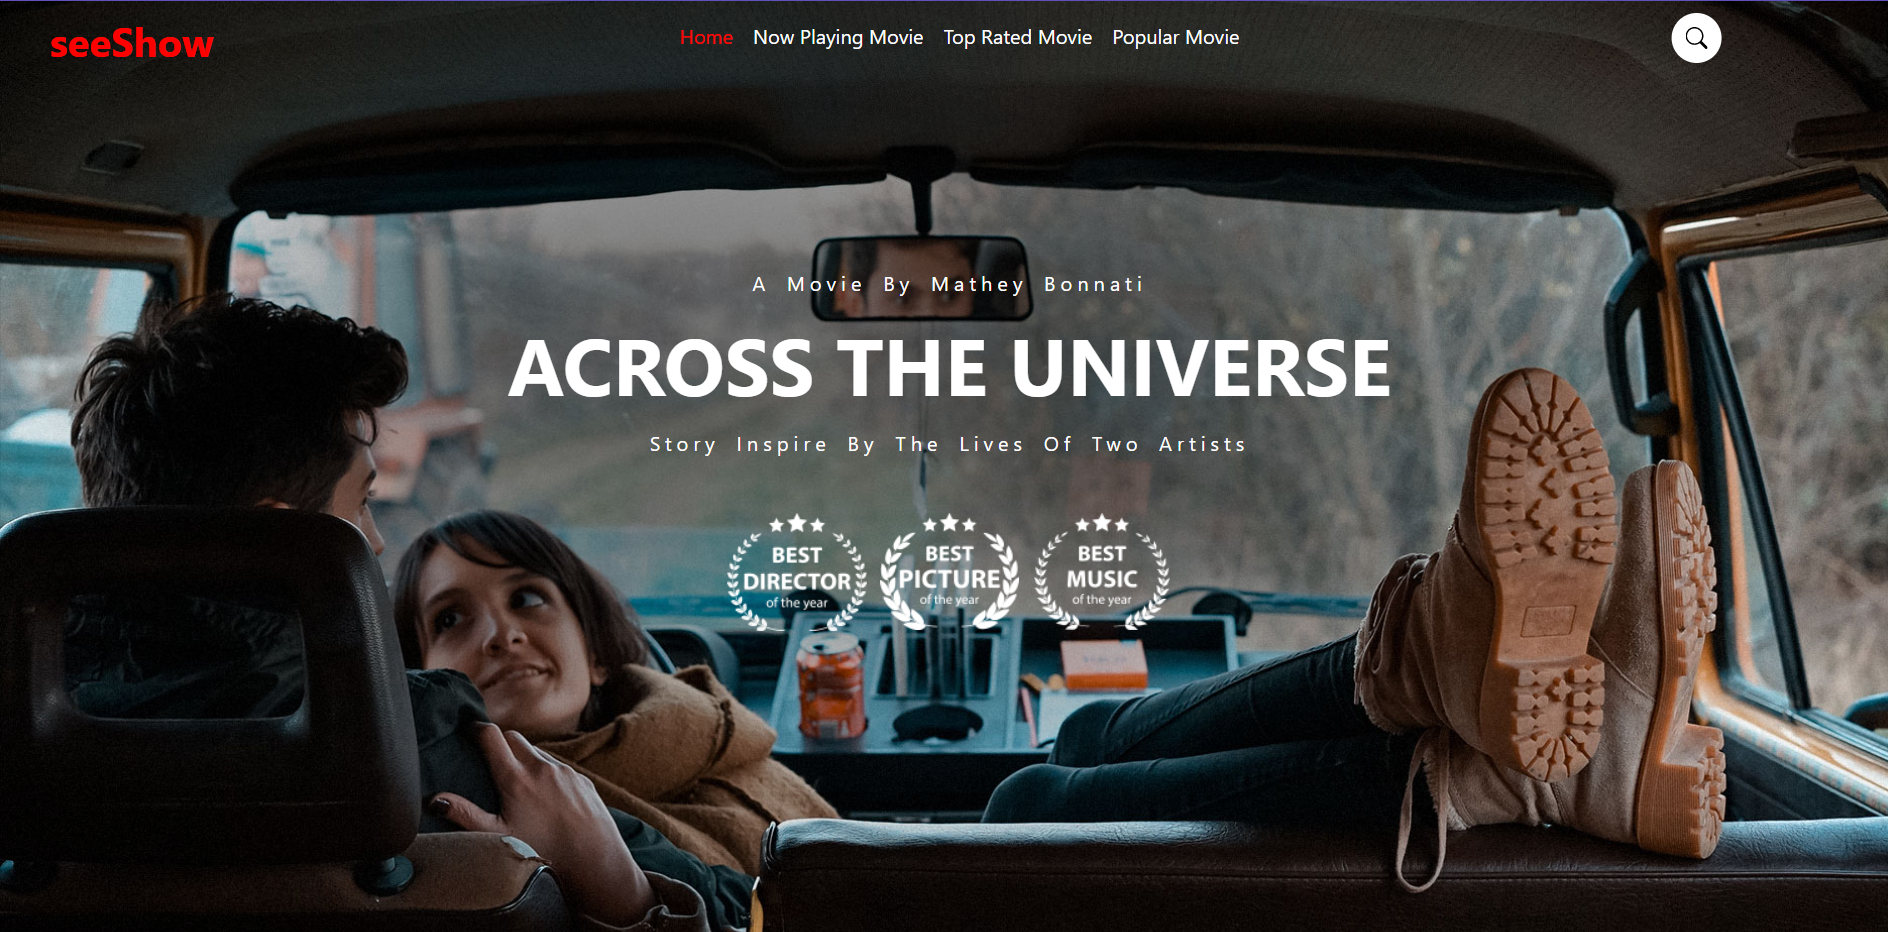 seeShow
Home Now Playing Movie Top Rated Movie Popular Movie
A Movie By Mathey Bonnati
ACROSS THE UNIVERSE
Story Inspire By The Lives Of Two Artists
BEST
DIRECTOR
of the year
BEST
PICTURE
of the year
BEST
MUSIC
of the year